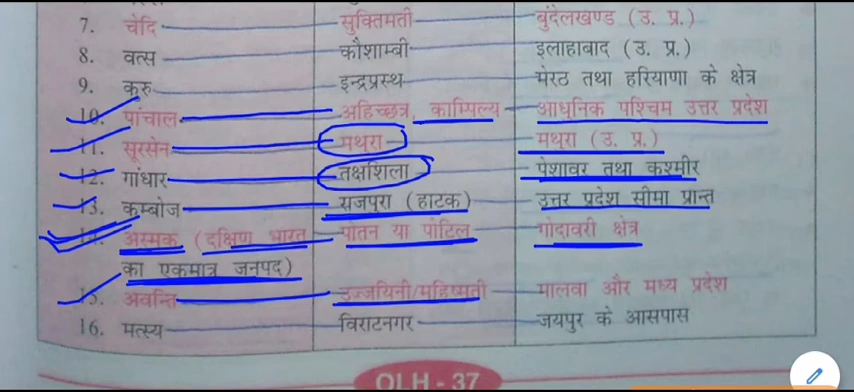 7. चेदि सुक्तिमती बुंदेलखण्ड (उ. प्र.)
8. वत्स कौशाम्बी इलाहाबाद (उ. प्र.)
9. कुरु इन्द्रप्रस्थ मेरठ तथा हरियाणा के क्षेत्र
10. पांचाल अहिच्छत्र, काम्पिल्य आधुनिक पश्चिम उत्तर प्रदेश
11. सूरसेन मथुरा मथुरा (उ. प्र.)
12. गांधार तक्षशिला पेशावर तथा कश्मीर
13. कम्बोज राजपुरा (हाटक) उत्तर प्रदेश सीमा प्रान्त
14. अस्मक (दक्षिण भारत पोतन या पोटिल गोदावरी क्षेत्र
का एकमात्र जनपद)
15. अवन्ति उज्जयिनी/महिष्मती मालवा और मध्य प्रदेश
16. मत्स्य विराटनगर जयपुर के आसपास
QLH - 37